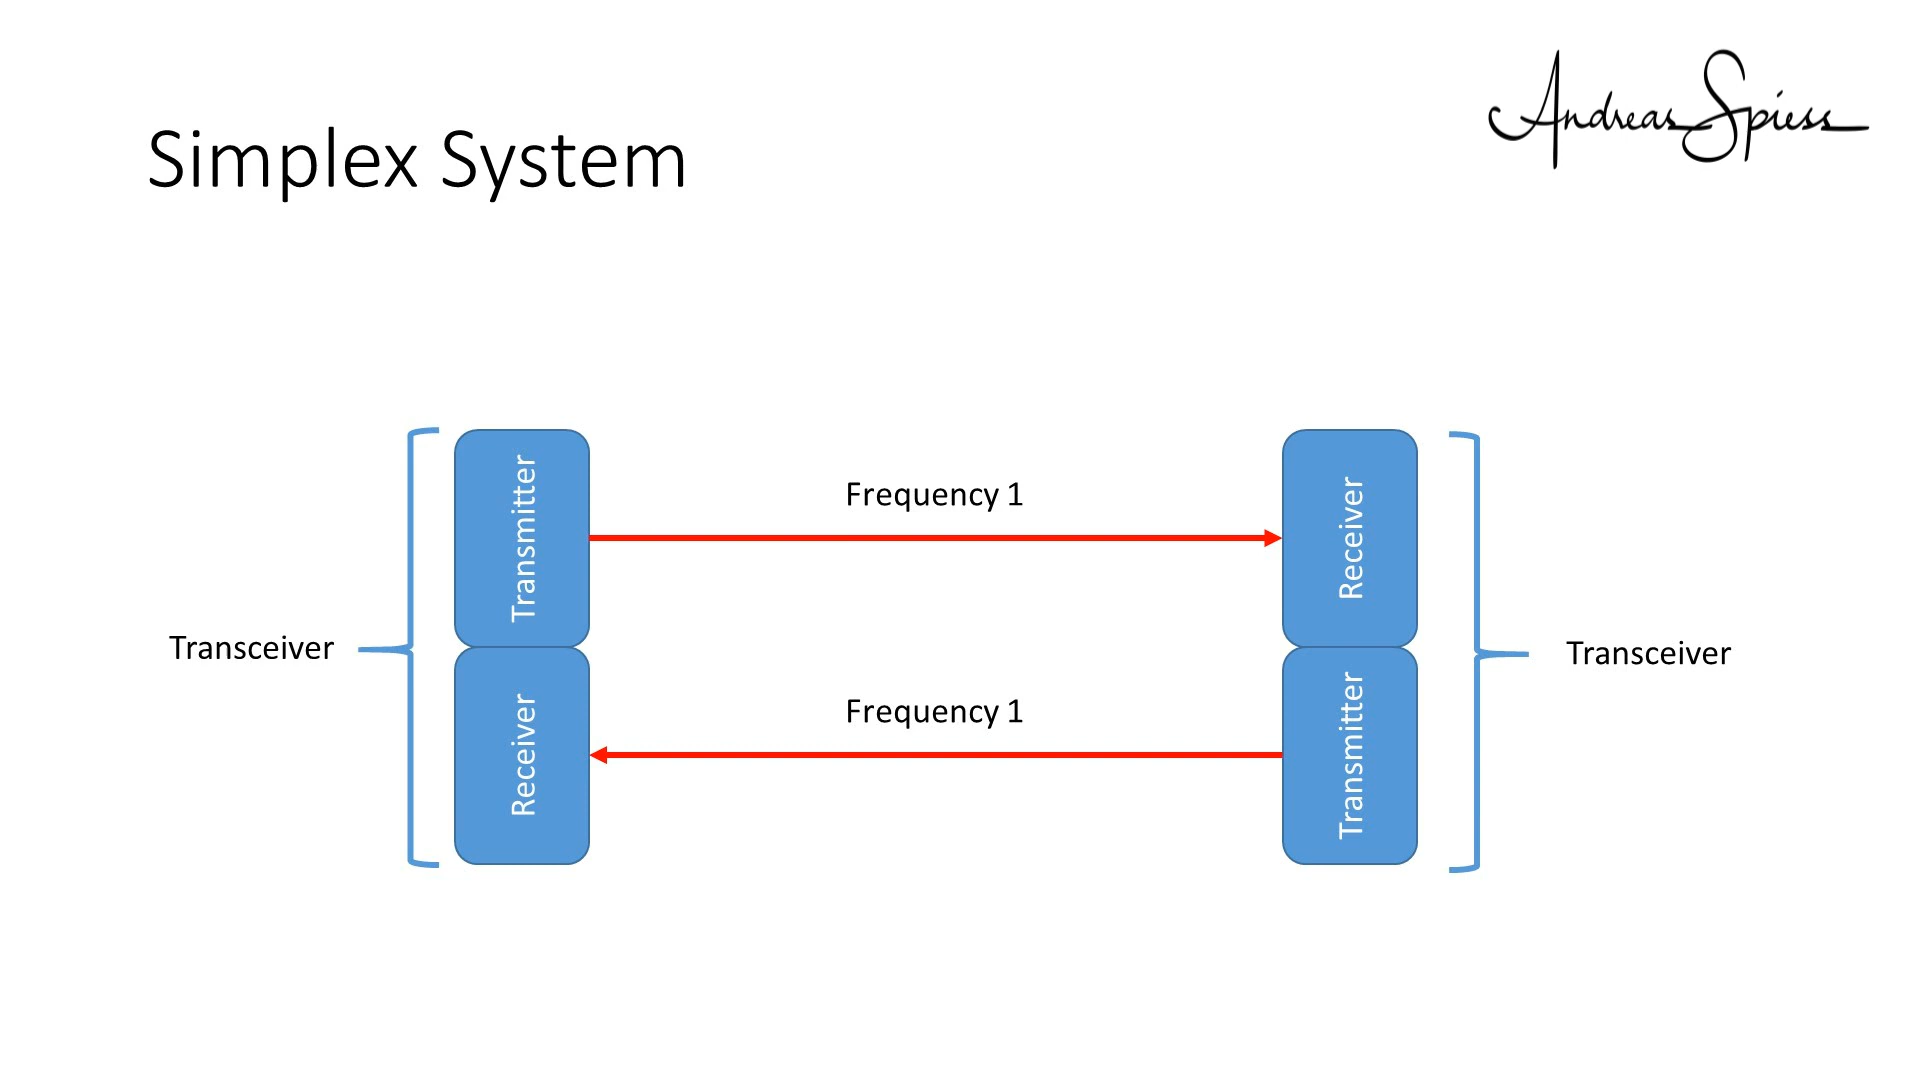 Andreas Spiess
Simplex System
Transmitter
Frequency 1
Receiver
Transceiver
Transceiver
Receiver
Frequency 1
Transmitter